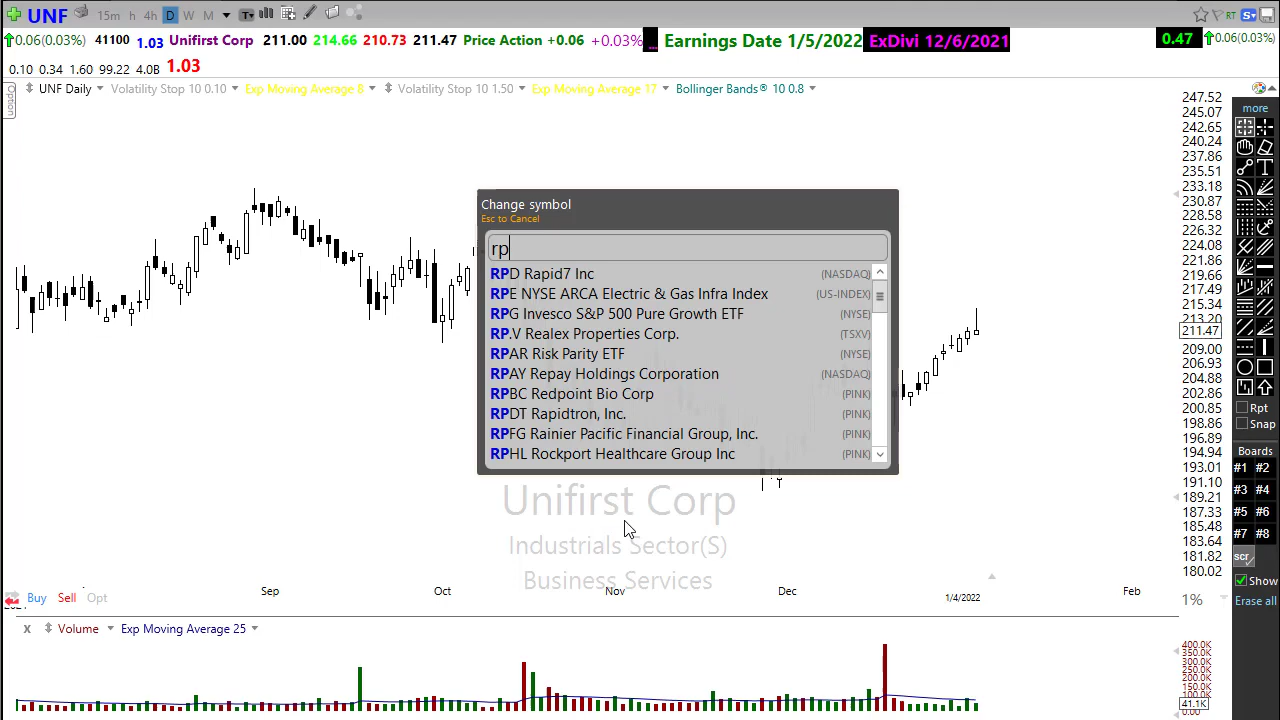 UNF 15m h 4h D W M
RT
0.06(0.03%) 41100 1.03 Unifirst Corp 211.00 214.66 210.73 211.47 Price Action +0.06 +0.03% Earnings Date 1/5/2022 ExDivi 12/6/2021 0.47 0.06(0.03%)
0.10 0.34 1.60 99.22 4.0B 1.03
Option
UNF Daily Volatility Stop 10 0.10 Exp Moving Average 8 Volatility Stop 10 1.50 Exp Moving Average 17 Bollinger Bands® 10 0.8
247.52
245.07
242.65
240.24
237.86
235.51
233.18
230.87
228.58
226.32
224.08
221.86
219.66
217.49
215.34
213.20
211.47
209.00
206.93
204.88
202.86
200.85
198.86
196.89
194.94
193.01
191.10
189.21
187.33
185.48
183.64
181.82
180.02
1%
more
Rpt
Snap
Boards
#1 #2
#3 #4
#5 #6
#7 #8
scr
Show
Erase all
Change symbol
Esc to Cancel
rp
RPD Rapid7 Inc (NASDAQ)
RPE NYSE ARCA Electric & Gas Infra Index (US-INDEX)
RPG Invesco S&P 500 Pure Growth ETF (NYSE)
RP.V Realex Properties Corp. (TSXV)
RPAR Risk Parity ETF (NYSE)
RPAY Repay Holdings Corporation (NASDAQ)
RPBC Redpoint Bio Corp (PINK)
RPDT Rapidtron, Inc. (PINK)
RPFG Rainier Pacific Financial Group, Inc. (PINK)
RPHL Rockport Healthcare Group Inc (PINK)
Unifirst Corp
Industrials Sector(S)
Business Services
Buy Sell Opt
Sep Oct Nov Dec 1/4/2022 Feb
X Volume Exp Moving Average 25
400.0K
350.0K
300.0K
250.0K
200.0K
150.0K
100.0K
41.1K
0.00